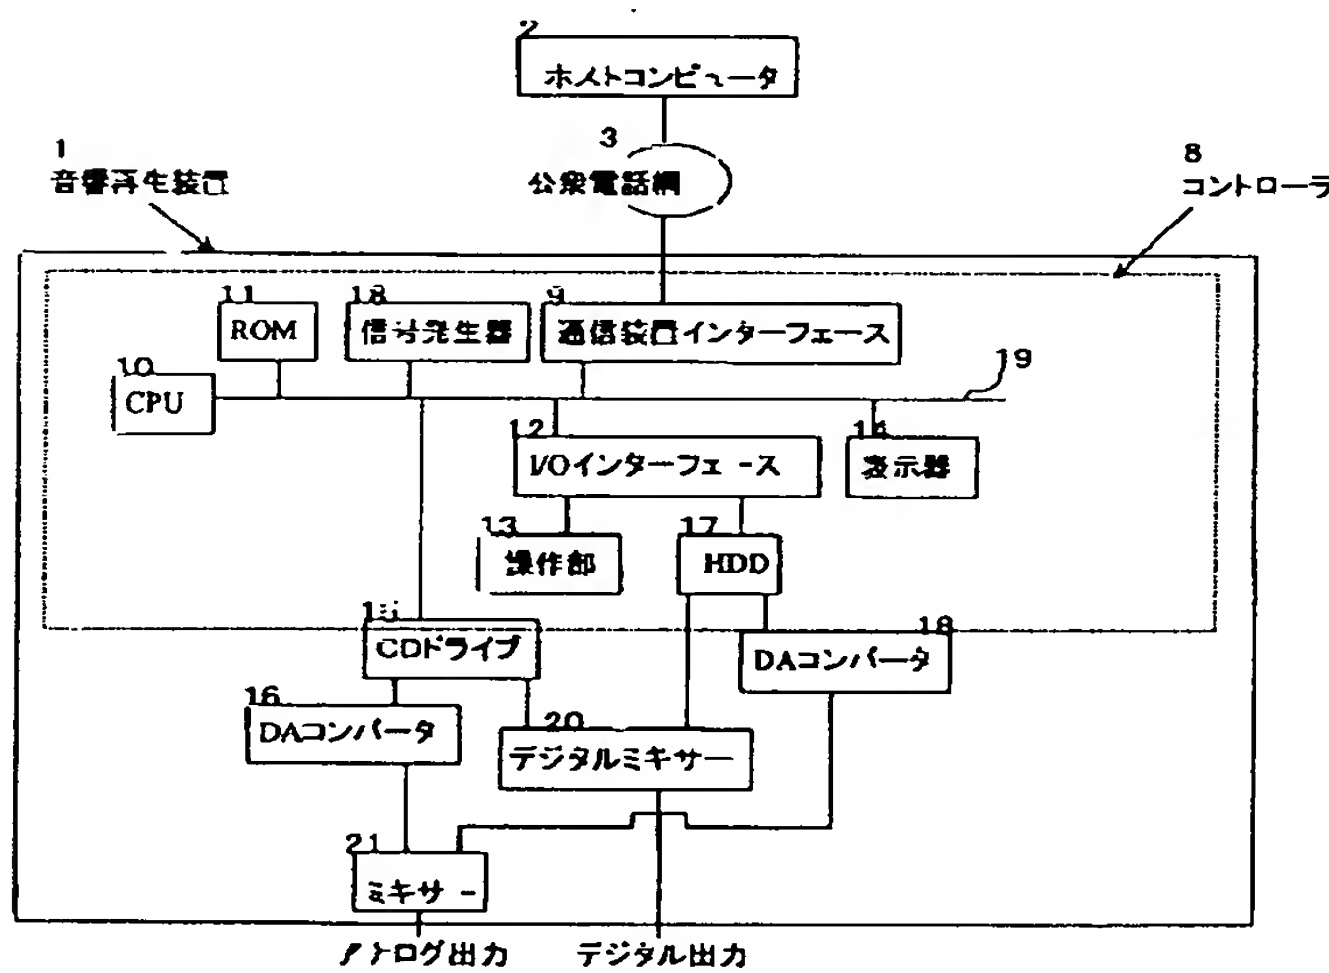 2
ホストコンピュータ
3
公衆電話網
1
音響再生装置
8
コントローラ
11
ROM
18
信号発生器
9
通信装置インターフェース
10
CPU
19
12
I/Oインターフェース
14
表示器
13
操作部
17
HDD
15
CDドライブ
18
DAコンバータ
16
DAコンバータ
20
デジタルミキサー
21
ミキサー
アナログ出力
デジタル出力